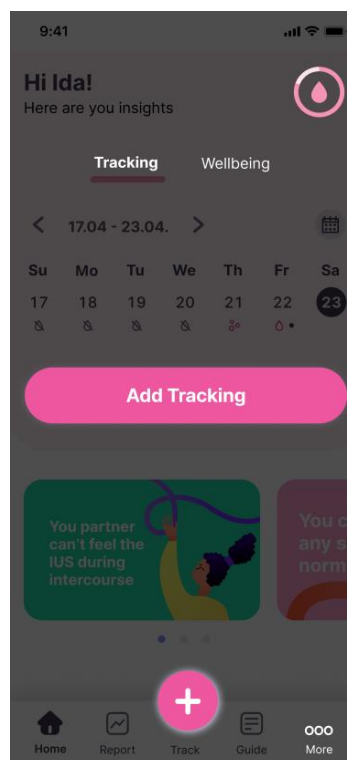 9:41
Hi Ida!
Here are you insights
Tracking Wellbeing
17.04 - 23.04.
Su Mo Tu We Th Fr Sa
17 18 19 20 21 22 23
Add Tracking
You partner
can't feel the
IUS during
intercourse
You c
any s
norm
Home Report Track Guide More